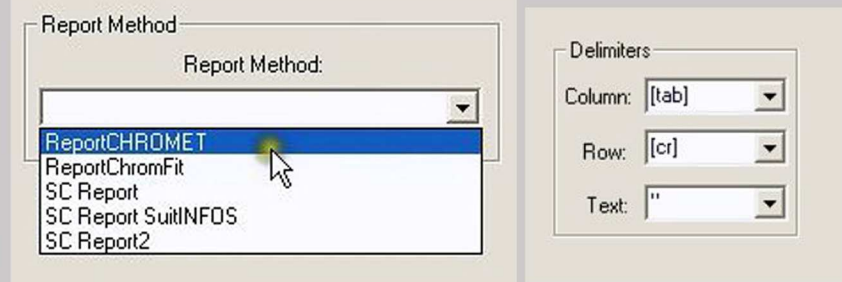 Report Method
Report Method:
ReportCHROMET
ReportChromFit
SC Report
SC Report SuitINFOS
SC Report2
Delimiters
Column: [tab]
Row: [cr]
Text: "